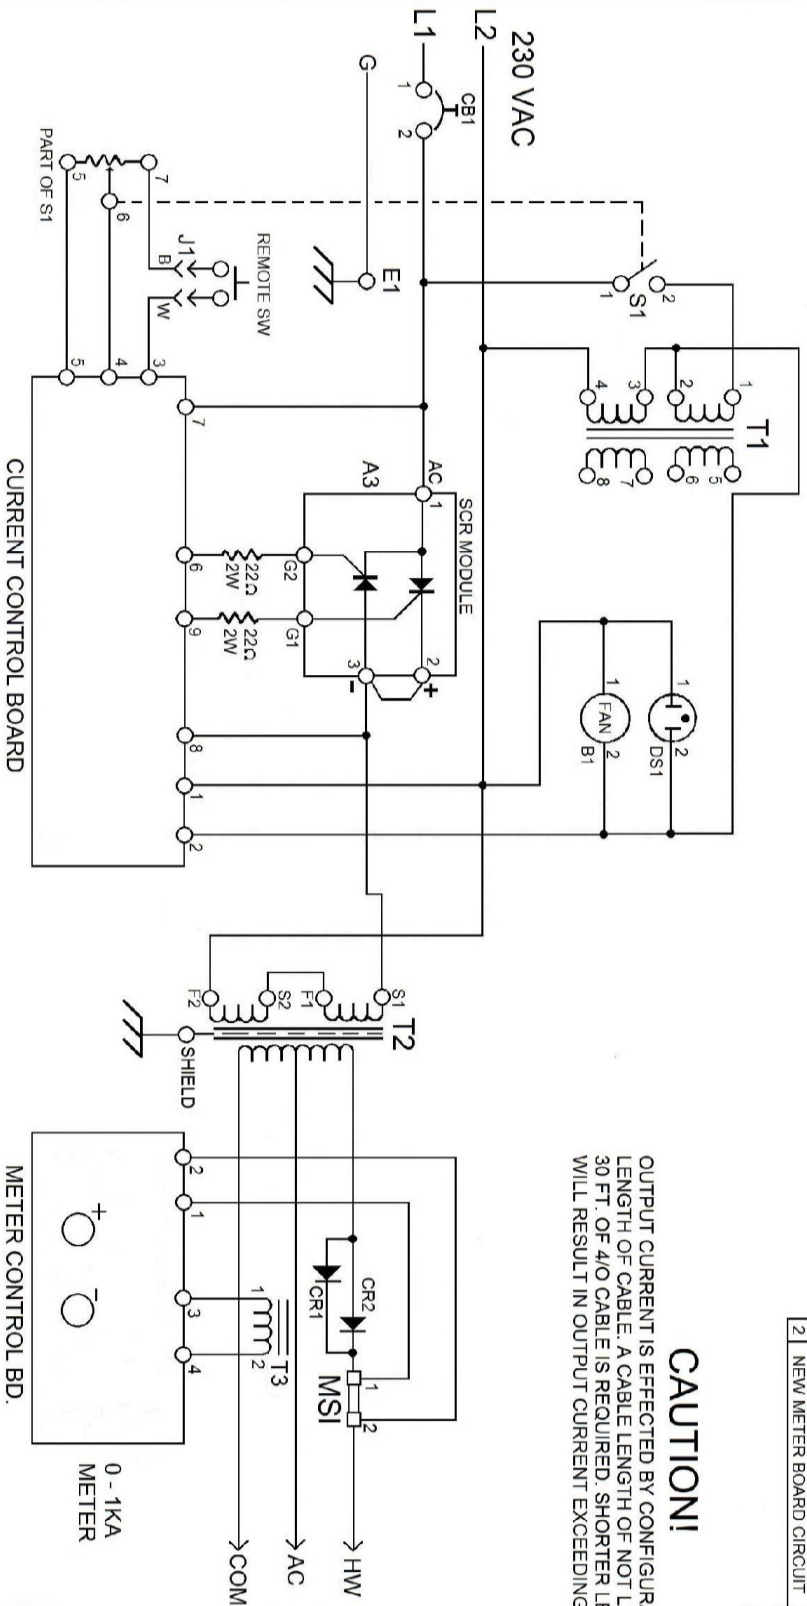 230 VAC
L2
L1
G
CB1
1
2
E1
S1
1
2
T1
1
2
3
4
5
6
7
8
REMOTE SW
J1
B
W
7
6
5
PART OF S1
3
4
5
SCR MODULE
AC
1
A3
G2
G1
2
+
3
-
22Ω
2W
22Ω
2W
7
6
9
8
1
2
CURRENT CONTROL BOARD
1
2
DS1
1
FAN
2
B1
T2
S1
F1
S2
F2
SHIELD
CR2
CR1
MSI
1
2
1
2
T3
HW
AC
COM
2
1
3
4
+
-
METER CONTROL BD.
0 - 1KA
METER
2 NEW METER BOARD CIRCUIT
CAUTION!
OUTPUT CURRENT IS EFFECTED BY
LENGTH OF CABLE. A CABLE LENGTH OF NOT
30 FT. OF 4/0 CABLE IS REQUIRED. SHORTER
WILL RESULT IN OUTPUT CURRENT EXCEEDING